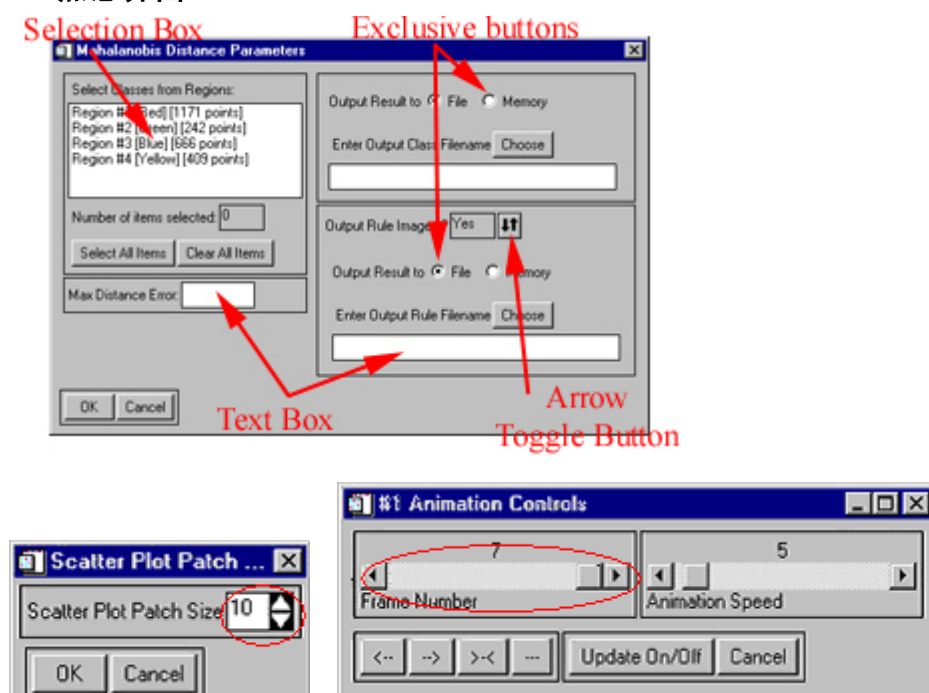 Selection Box
Exclusive buttons
Mahalanobis Distance Parameters
Select Classes from Regions:
Region #1 [Red] [1171 points]
Region #2 [Green] [242 points]
Region #3 [Blue] [666 points]
Region #4 [Yellow] [409 points]
Number of items selected: 0
Select All Items Clear All Items
Max Distance Error:
Output Result to File Memory
Enter Output Class Filename Choose
Output Rule Images? Yes
Output Result to File Memory
Enter Output Rule Filename Choose
OK Cancel
Text Box
Arrow
Toggle Button
Scatter Plot Patch ...
Scatter Plot Patch Size 10
OK Cancel
#1 Animation Controls
7
Frame Number
5
Animation Speed
<-- --> >-< ---
Update On/Off Cancel